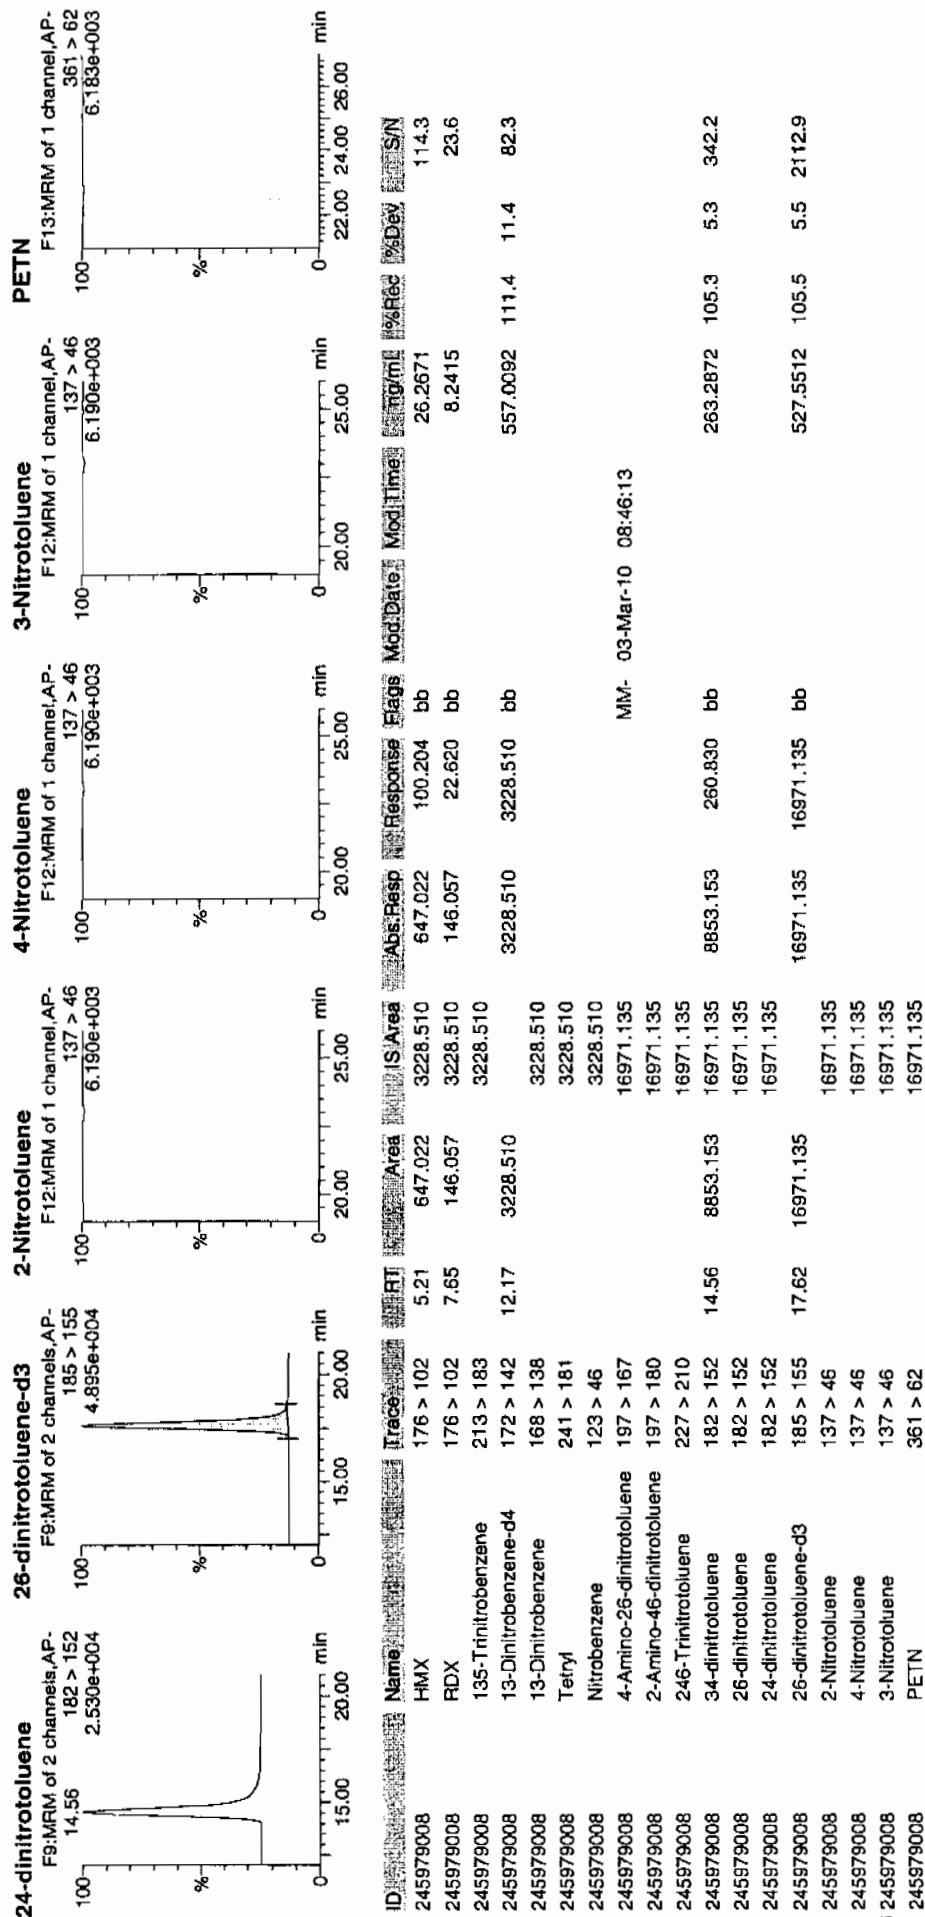 24-dinitrotoluene
F9:MRM of 2 channels,AP-
14.56 182 > 152
2.530e+004
100
%
0
15.00 20.00 min
26-dinitrotoluene-d3
F9:MRM of 2 channels,AP-
185 > 155
4.895e+004
100
%
0
15.00 20.00 min
2-Nitrotoluene
F12:MRM of 1 channel,AP-
137 > 46
6.190e+003
100
%
0
20.00 25.00 min
4-Nitrotoluene
F12:MRM of 1 channel,AP-
137 > 46
6.190e+003
100
%
0
20.00 25.00 min
3-Nitrotoluene
F12:MRM of 1 channel,AP-
137 > 46
6.190e+003
100
%
0
20.00 25.00 min
PETN
F13:MRM of 1 channel,AP-
361 > 62
6.183e+003
100
%
0
22.00 24.00 26.00 min
ID Name Trace RT Area IS Area Abs.Resp Response Flags Mod.Date Mod.Time ng/mL %Rec %Dev S/N
245979008 HMX 176 > 102 5.21 647.022 3228.510 647.022 100.204 bb 26.2671 114.3
245979008 RDX 176 > 102 7.65 146.057 3228.510 146.057 22.620 bb 8.2415 23.6
245979008 135-Trinitrobenzene 213 > 183 3228.510
245979008 13-Dinitrobenzene-d4 172 > 142 12.17 3228.510 3228.510 3228.510 bb 557.0092 111.4 11.4 82.3
245979008 13-Dinitrobenzene 168 > 138 3228.510
245979008 Tetryl 241 > 181 3228.510
245979008 Nitrobenzene 123 > 46 3228.510
245979008 4-Amino-26-dinitrotoluene 197 > 167 16971.135 MM- 03-Mar-10 08:46:13
245979008 2-Amino-46-dinitrotoluene 197 > 180 16971.135
245979008 246-Trinitrotoluene 227 > 210 16971.135
245979008 34-dinitrotoluene 182 > 152 14.56 8853.153 16971.135 8853.153 260.830 bb 263.2872 105.3 5.3 342.2
245979008 26-dinitrotoluene 182 > 152 16971.135
245979008 24-dinitrotoluene 182 > 152 16971.135
245979008 26-dinitrotoluene-d3 185 > 155 17.62 16971.135 16971.135 16971.135 bb 527.5512 105.5 5.5 2112.9
245979008 2-Nitrotoluene 137 > 46 16971.135
245979008 4-Nitrotoluene 137 > 46 16971.135
245979008 3-Nitrotoluene 137 > 46 16971.135
245979008 PETN 361 > 62 16971.135